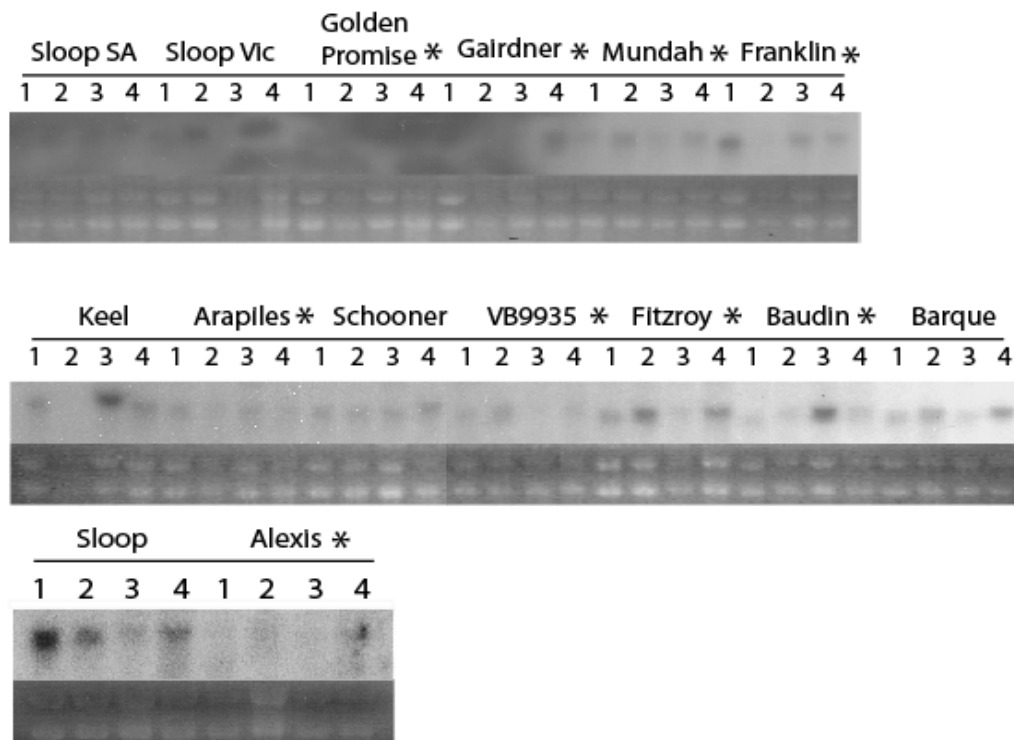 Sloop SA Sloop Vic Golden Promise * Gairdner * Mundah * Franklin *
1 2 3 4 1 2 3 4 1 2 3 4 1 2 3 4 1 2 3 4 1 2 3 4
Keel Arapiles * Schooner VB9935 * Fitzroy * Baudin * Barque
1 2 3 4 1 2 3 4 1 2 3 4 1 2 3 4 1 2 3 4 1 2 3 4 1 2 3 4
Sloop Alexis *
1 2 3 4 1 2 3 4